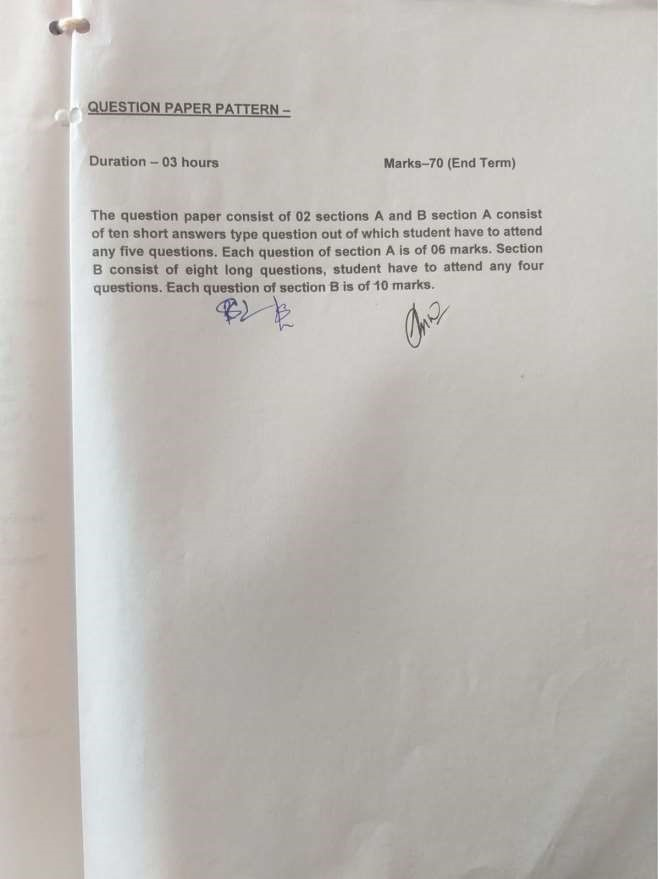 QUESTION PAPER PATTERN –
Duration – 03 hours Marks–70 (End Term)
The question paper consist of 02 sections A and B section A consist
of ten short answers type question out of which student have to attend
any five questions. Each question of section A is of 06 marks. Section
B consist of eight long questions, student have to attend any four
questions. Each question of section B is of 10 marks.